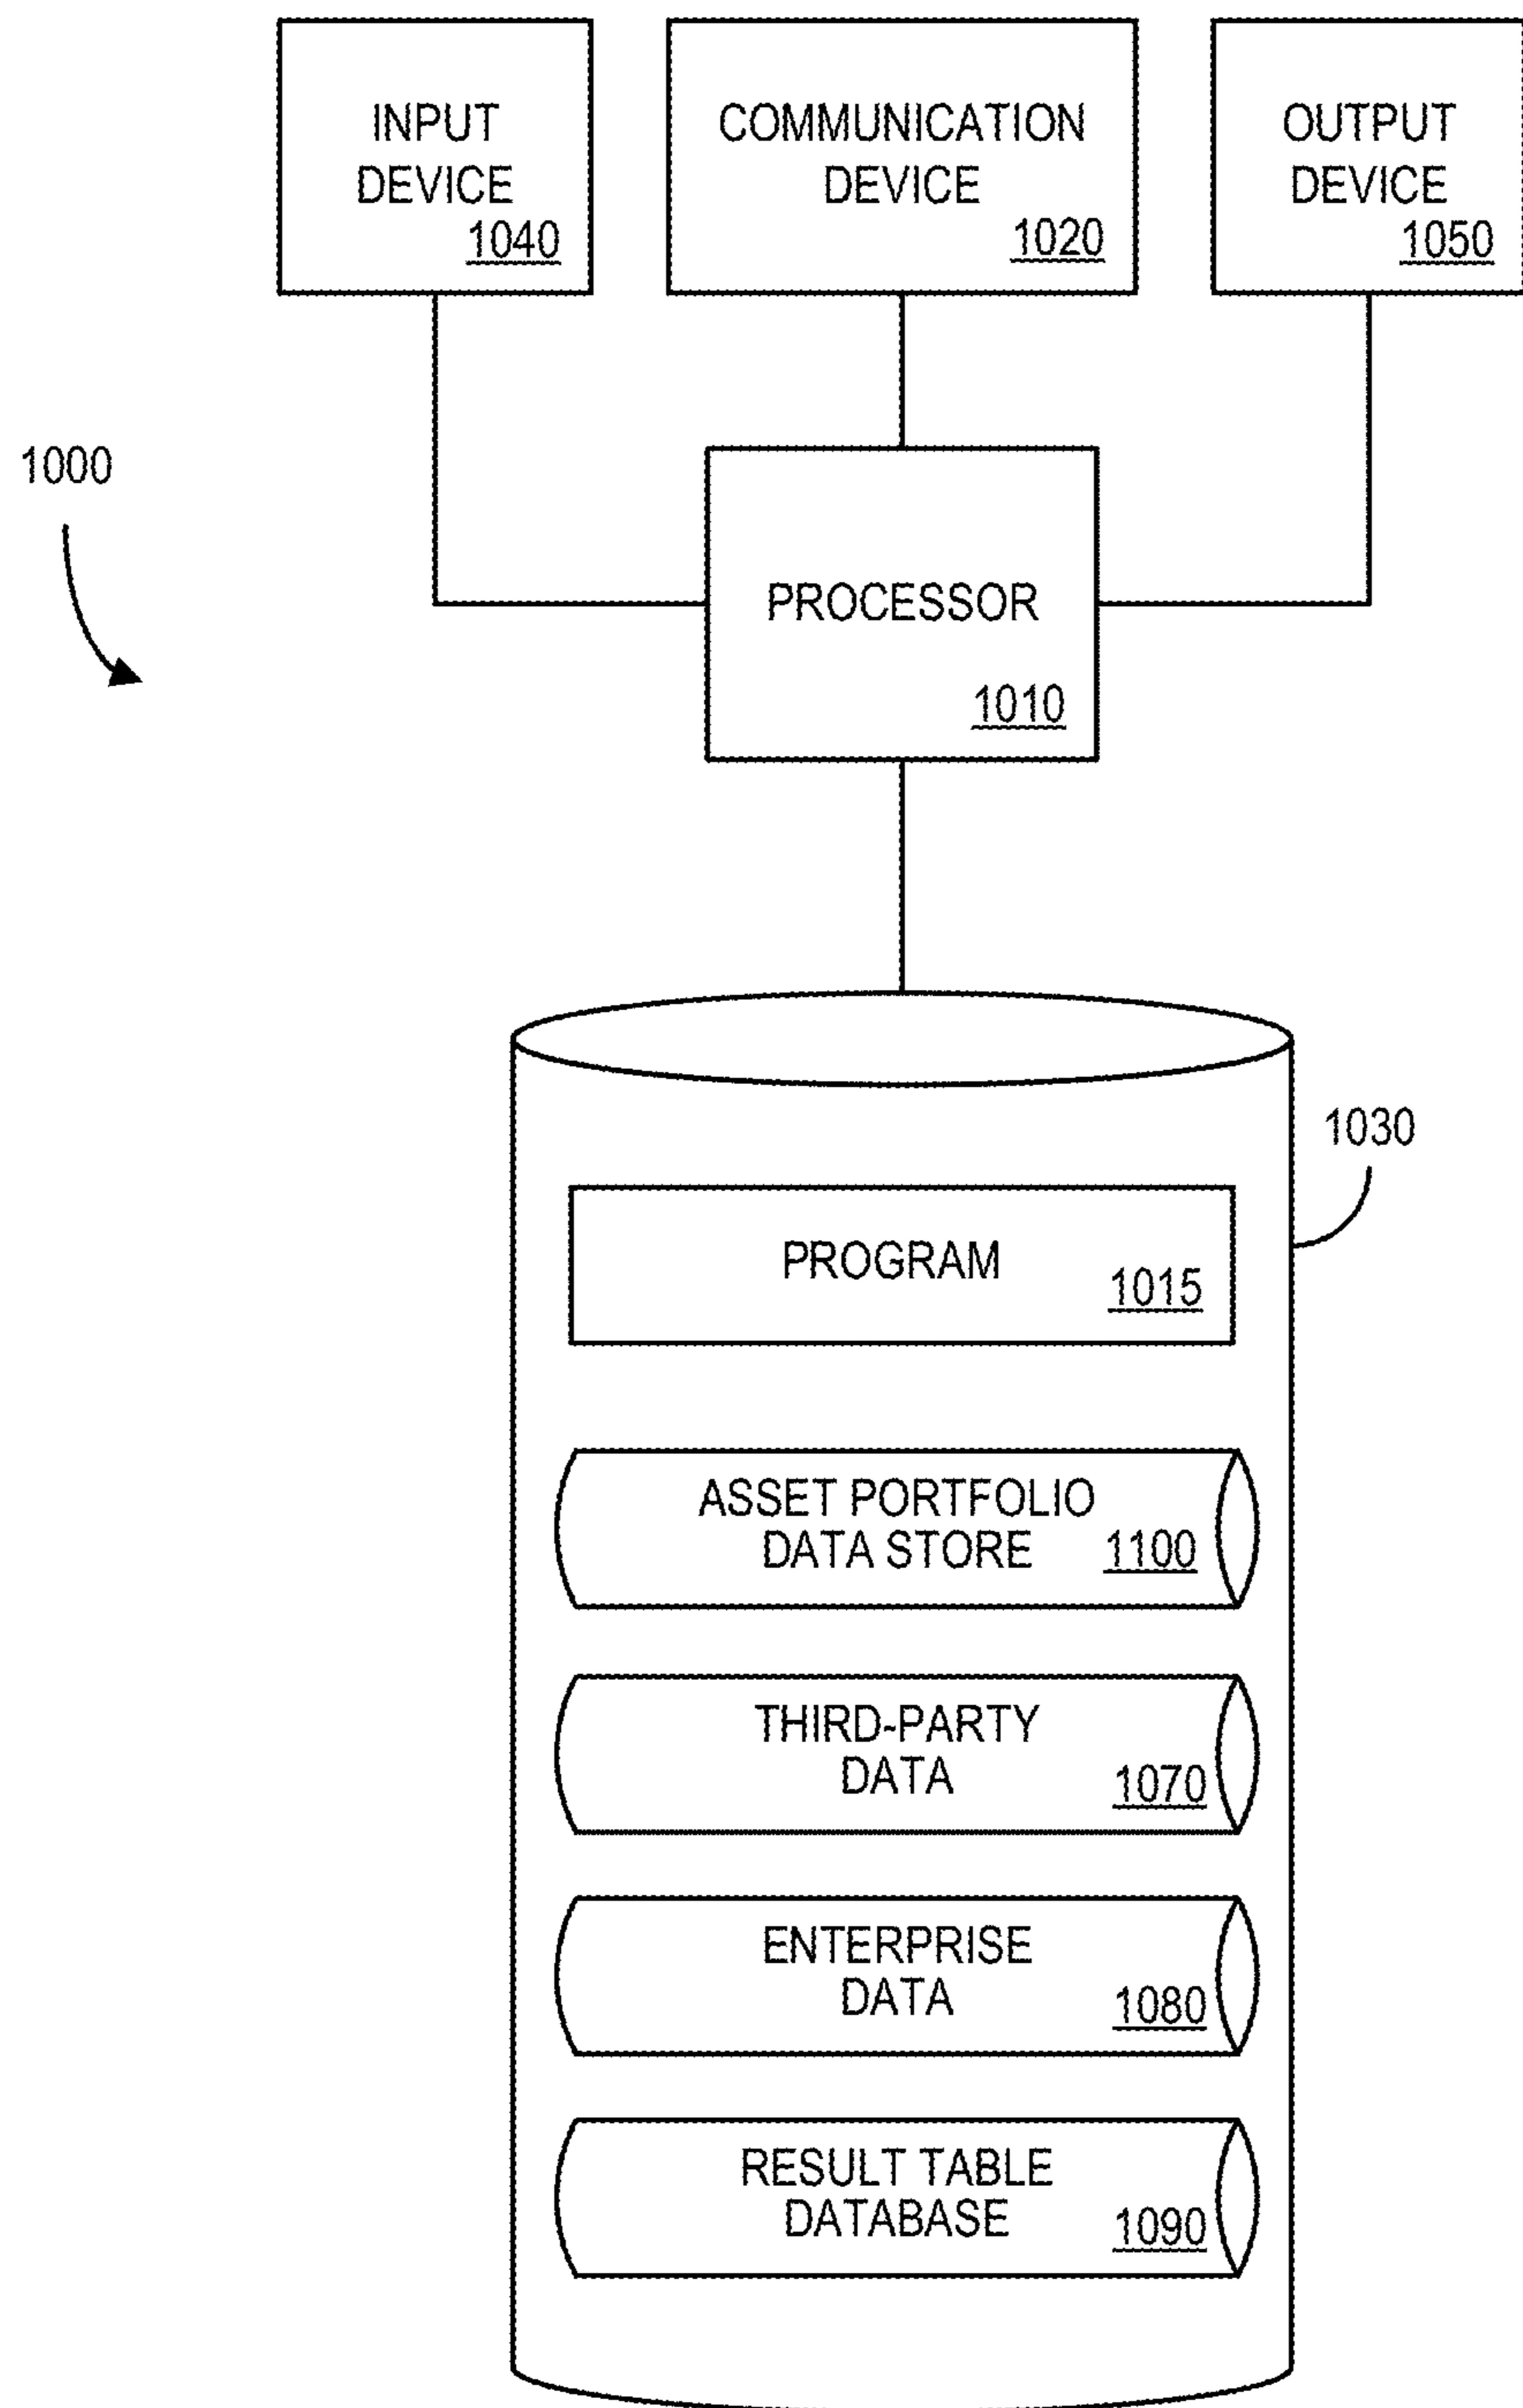 INPUT
DEVICE
1040
COMMUNICATION
DEVICE
1020
OUTPUT
DEVICE
1050
1000
PROCESSOR
1010
1030
PROGRAM
1015
ASSET PORTFOLIO
DATA STORE
1100
THIRD-PARTY
DATA
1070
ENTERPRISE
DATA
1080
RESULT TABLE
DATABASE
1090